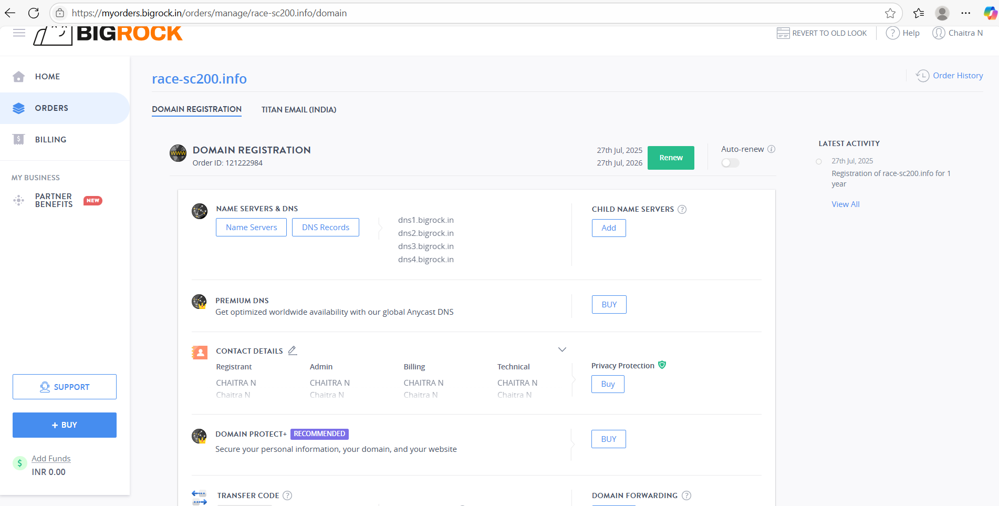 https://myorders.bigrock.in/orders/manage/race-sc200.info/domain
BIGROCK
REVERT TO OLD LOOK
Help
Chaitra N
HOME
ORDERS
BILLING
MY BUSINESS
PARTNER BENEFITS NEW
SUPPORT
+ BUY
Add Funds
INR 0.00
race-sc200.info
Order History
DOMAIN REGISTRATION TITAN EMAIL (INDIA)
DOMAIN REGISTRATION
Order ID: 121222984
27th Jul, 2025
27th Jul, 2026
Renew
Auto-renew
LATEST ACTIVITY
27th Jul, 2025
Registration of race-sc200.info for 1
year
View All
NAME SERVERS & DNS
Name Servers DNS Records
dns1.bigrock.in
dns2.bigrock.in
dns3.bigrock.in
dns4.bigrock.in
CHILD NAME SERVERS
Add
PREMIUM DNS
Get optimized worldwide availability with our global Anycast DNS
BUY
CONTACT DETAILS
Registrant Admin Billing Technical
CHAITRA N CHAITRA N CHAITRA N CHAITRA N
Chaitra N Chaitra N Chaitra N Chaitra N
Privacy Protection
Buy
DOMAIN PROTECT+ RECOMMENDED
Secure your personal information, your domain, and your website
BUY
TRANSFER CODE
DOMAIN FORWARDING